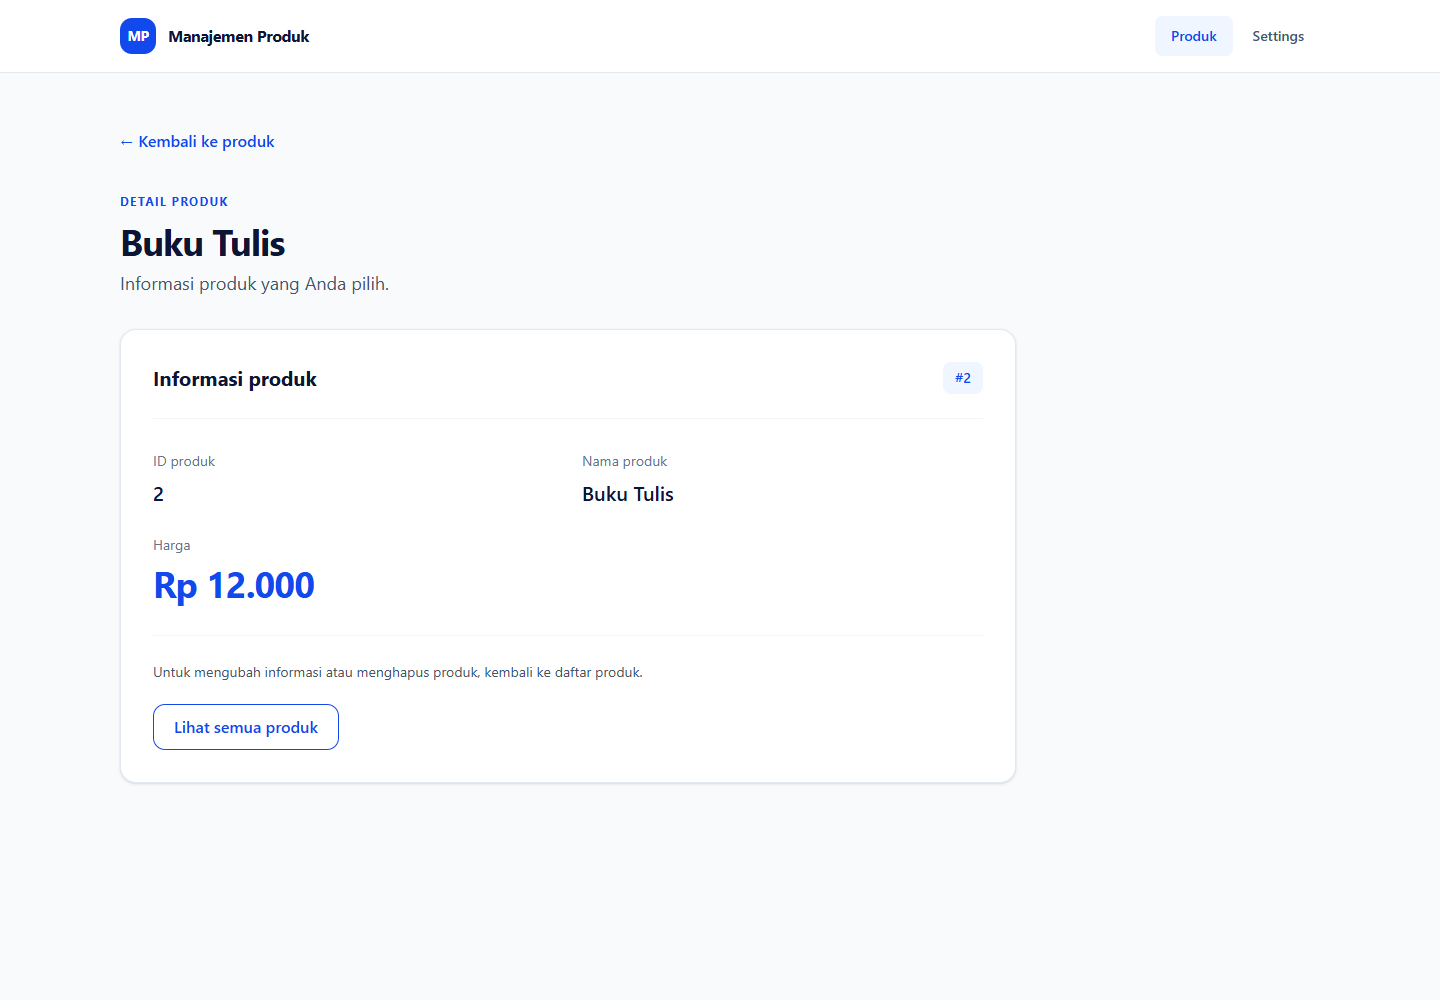 MP Manajemen Produk
Produk Settings
← Kembali ke produk
DETAIL PRODUK
Buku Tulis
Informasi produk yang Anda pilih.
Informasi produk
#2
ID produk
2
Nama produk
Buku Tulis
Harga
Rp 12.000
Untuk mengubah informasi atau menghapus produk, kembali ke daftar produk.
Lihat semua produk